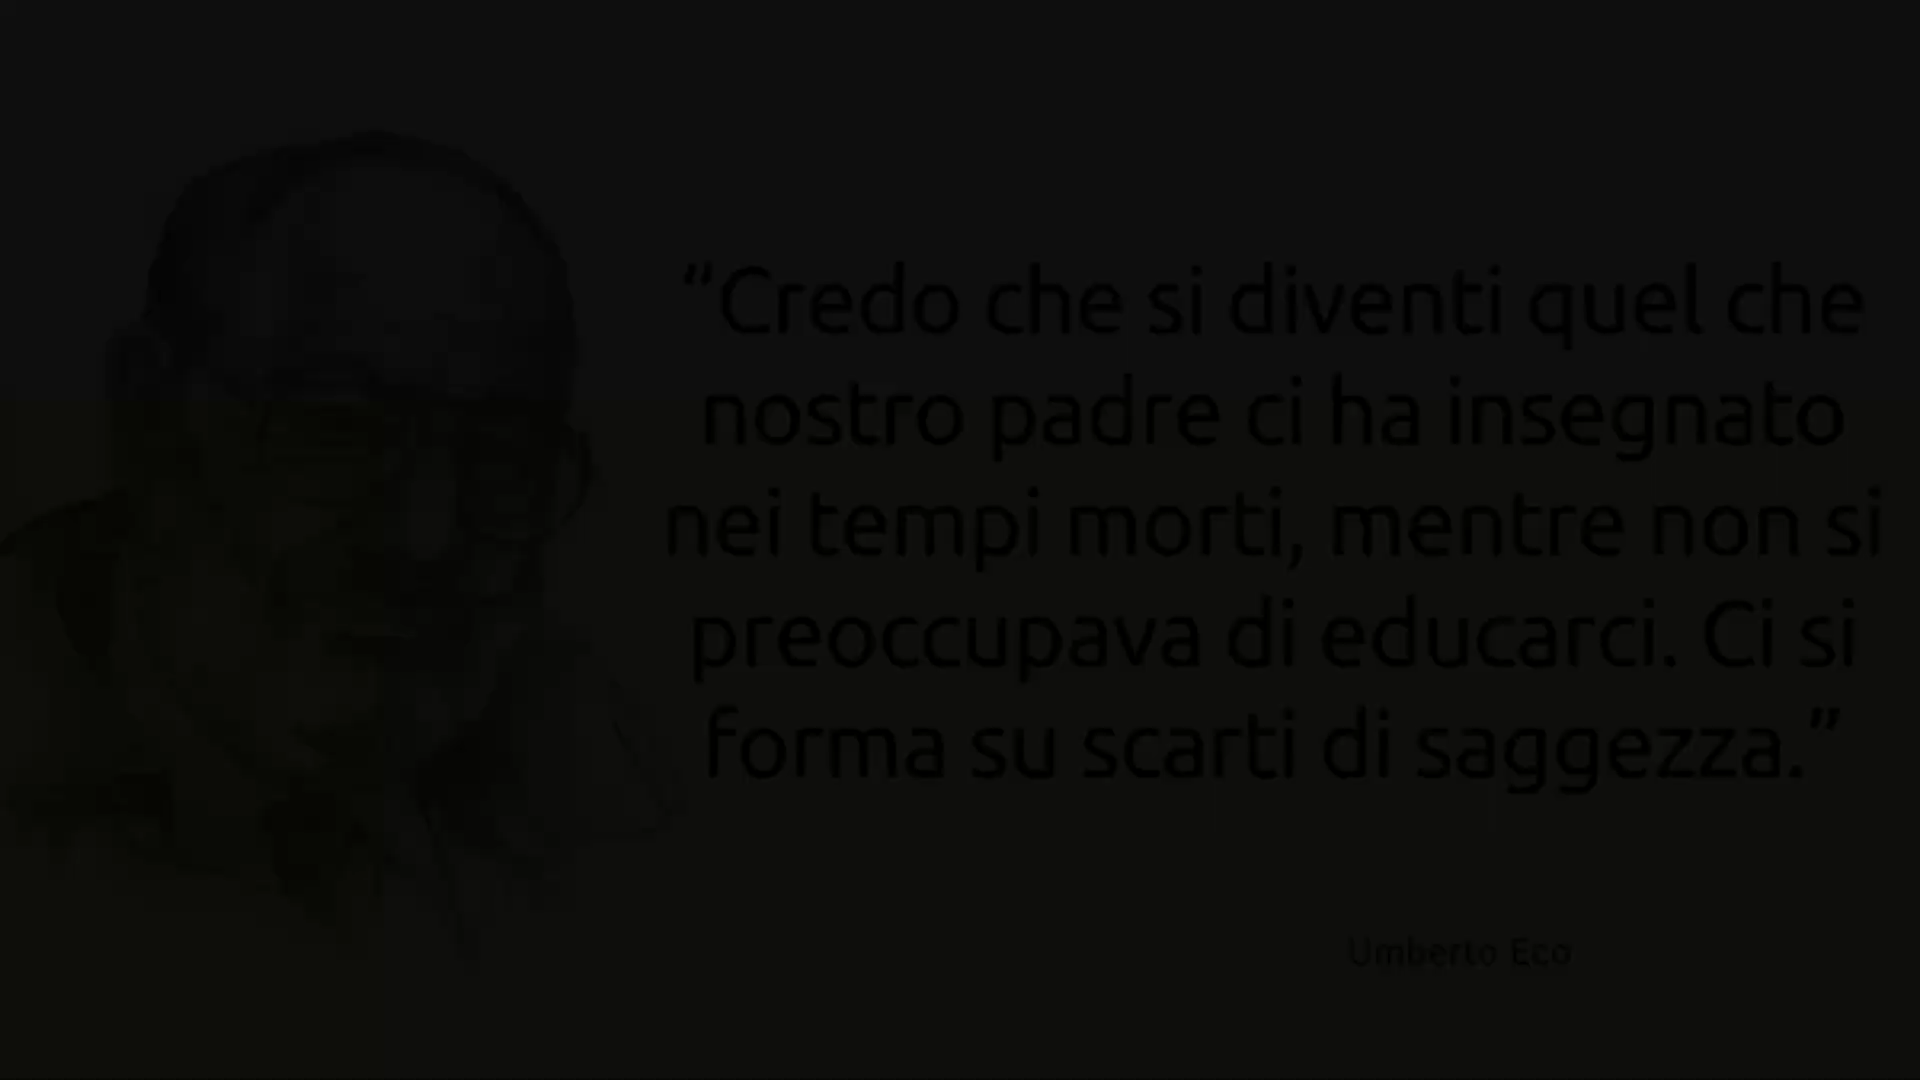 “Credo che si diventi quel che
nostro padre ci ha insegnato
nei tempi morti, mentre non si
preoccupava di educarci. Ci si
forma su scarti di saggezza.”
Umberto Eco